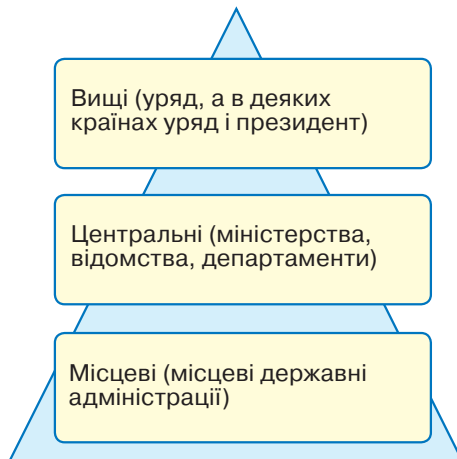 Вищі (уряд, а в деяких
країнах уряд і президент)
Центральні (міністерства,
відомства, департаменти)
Місцеві (місцеві державні
адміністрації)